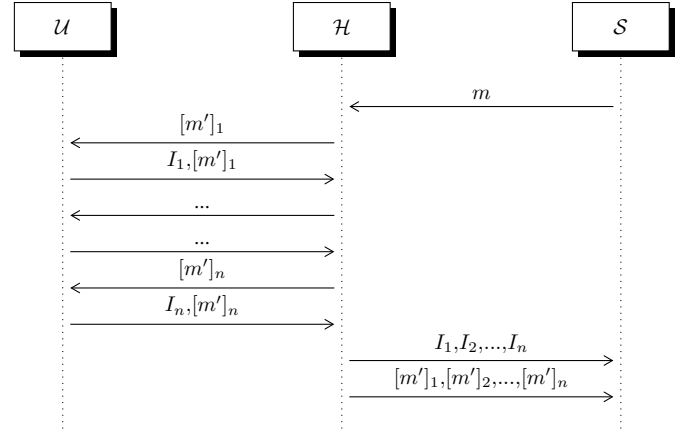 𝒰 ℋ 𝒮
m
[m′]₁
I₁,[m′]₁
...
...
[m′]ₙ
Iₙ,[m′]ₙ
I₁,I₂,...,Iₙ
[m′]₁,[m′]₂,...,[m′]ₙ